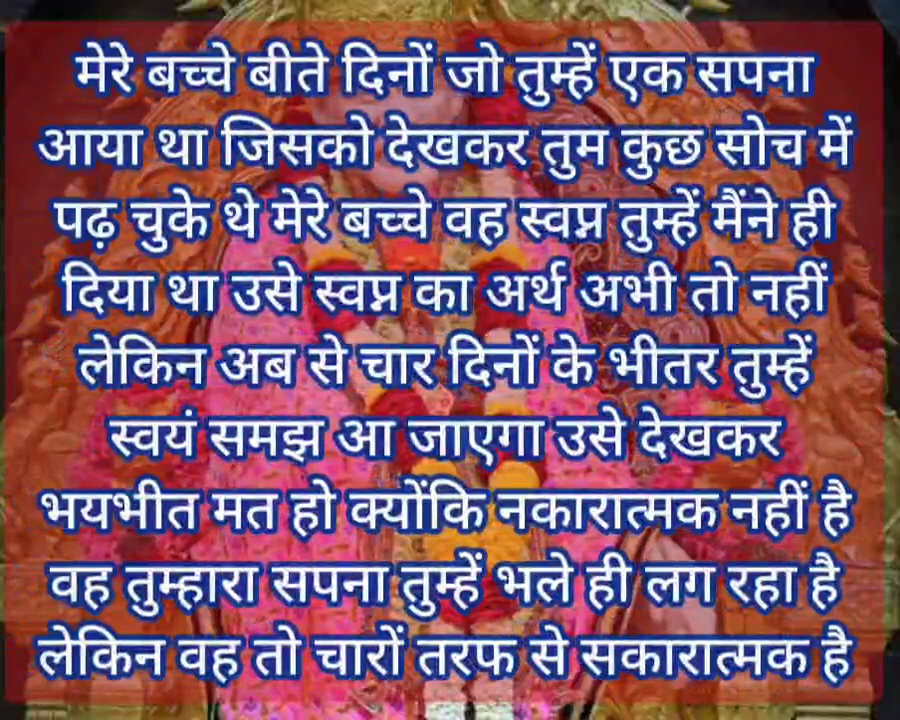 मेरे बच्चे बीते दिनों जो तुम्हें एक सपना
आया था जिसको देखकर तुम कुछ सोच में
पढ़ चुके थे मेरे बच्चे वह स्वप्न तुम्हें मैंने ही
दिया था उसे स्वप्न का अर्थ अभी तो नहीं
लेकिन अब से चार दिनों के भीतर तुम्हें
स्वयं समझ आ जाएगा उसे देखकर
भयभीत मत हो क्योंकि नकारात्मक नहीं है
वह तुम्हारा सपना तुम्हें भले ही लग रहा है
लेकिन वह तो चारों तरफ से सकारात्मक है